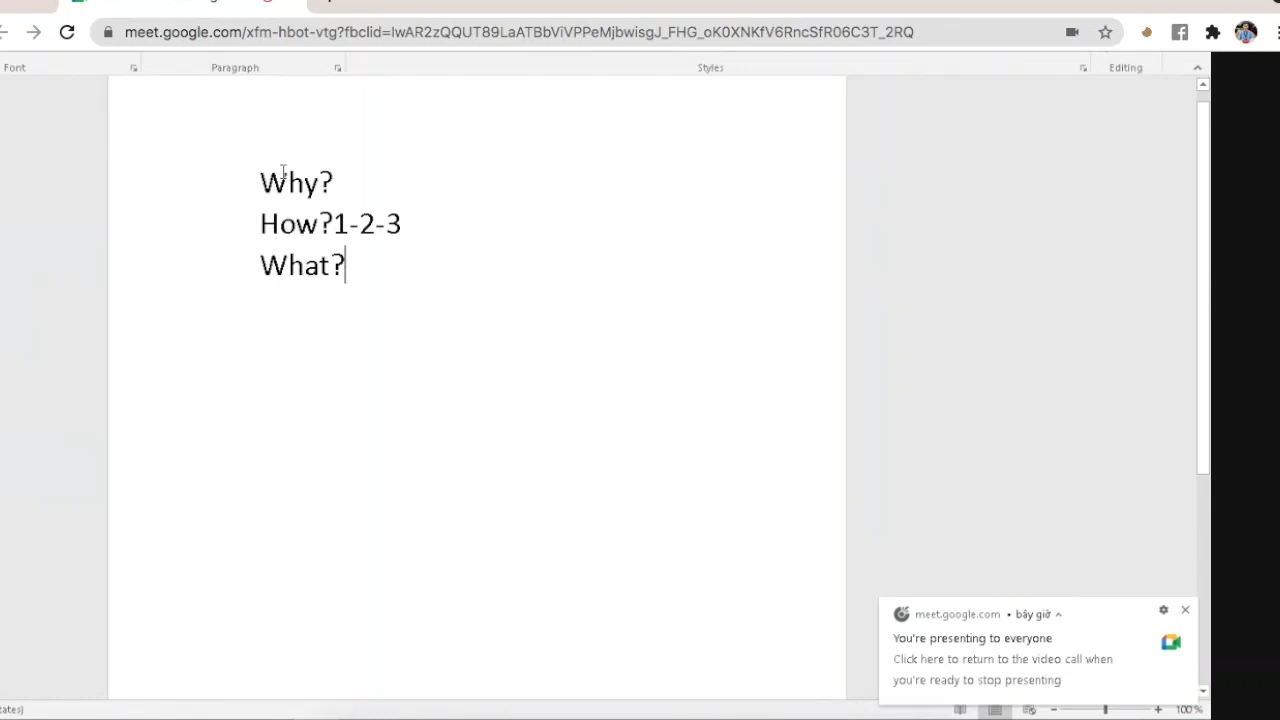 meet.google.com/xfm-hbot-vtg?fbclid=IwAR2zQQUT89LaATBbViVPPeMjbwisgJ_FHG_oK0XNKfV6RncSfR06C3T_2RQ
Font Paragraph Styles Editing
Why?
How?1-2-3
What?
meet.google.com • bây giờ
You're presenting to everyone
Click here to return to the video call when
you're ready to stop presenting
100%